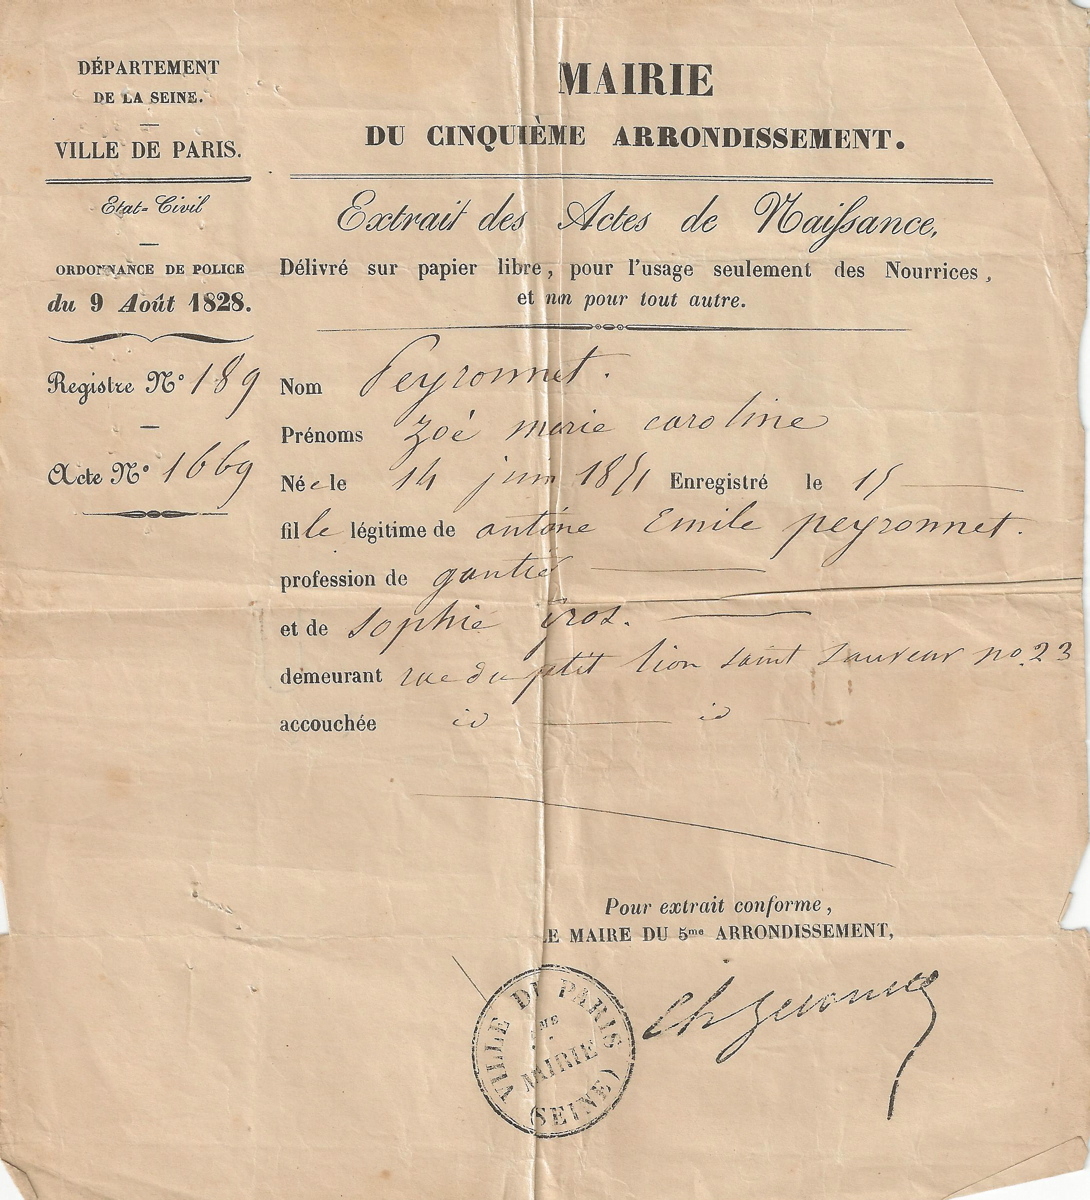 DÉPARTEMENT
DE LA SEINE.
VILLE DE PARIS.
Etat-Civil
ORDONNANCE DE POLICE
du 9 Août 1828.
Registre N° 189
Acte N° 1669
MAIRIE
DU CINQUIÈME ARRONDISSEMENT.
Extrait des Actes de Naissance,
Délivré sur papier libre, pour l'usage seulement des Nourrices,
et non pour tout autre.
Nom Peyronnet.
Prénoms Zoé marie caroline
Née le 14 juin 1851 Enregistré le 15
fille légitime de antoine Emile peyronnet.
profession de gantié
et de sophie gros.
demeurant rue du ptit lion saint sauveur no. 23
accouchée id id
Pour extrait conforme,
LE MAIRE DU 5me ARRONDISSEMENT,
VILLE DE PARIS
ME
MAIRIE
(SEINE)